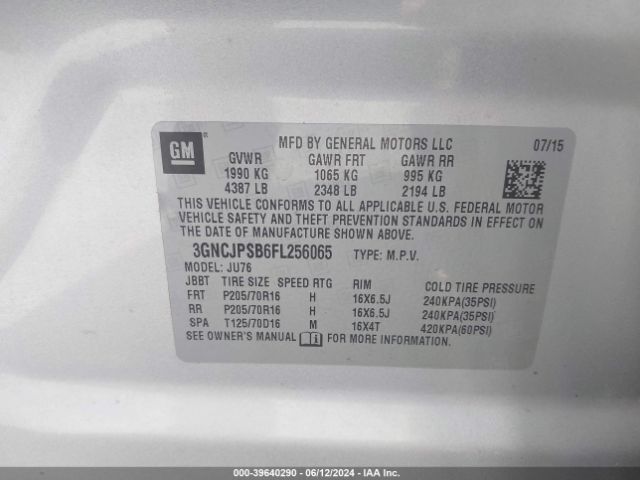 GM
MFD BY GENERAL MOTORS LLC 07/15
GVWR GAWR FRT GAWR RR
1990 KG 1065 KG 995 KG
4387 LB 2348 LB 2194 LB
THIS VEHICLE CONFORMS TO ALL APPLICABLE U.S. FEDERAL MOTOR
VEHICLE SAFETY AND THEFT PREVENTION STANDARDS IN EFFECT ON
THE DATE OF MANUFACTURE SHOWN ABOVE.
3GNCJPSB6FL256065 TYPE: M.P.V.
MODEL: JU76
JBBT TIRE SIZE SPEED RTG RIM COLD TIRE PRESSURE
FRT P205/70R16 H 16X6.5J 240KPA(35PSI)
RR P205/70R16 H 16X6.5J 240KPA(35PSI)
SPA T125/70D16 M 16X4T 420KPA(60PSI)
SEE OWNER'S MANUAL FOR MORE INFORMATION.
000-39640290 - 06/12/2024 - IAA Inc.